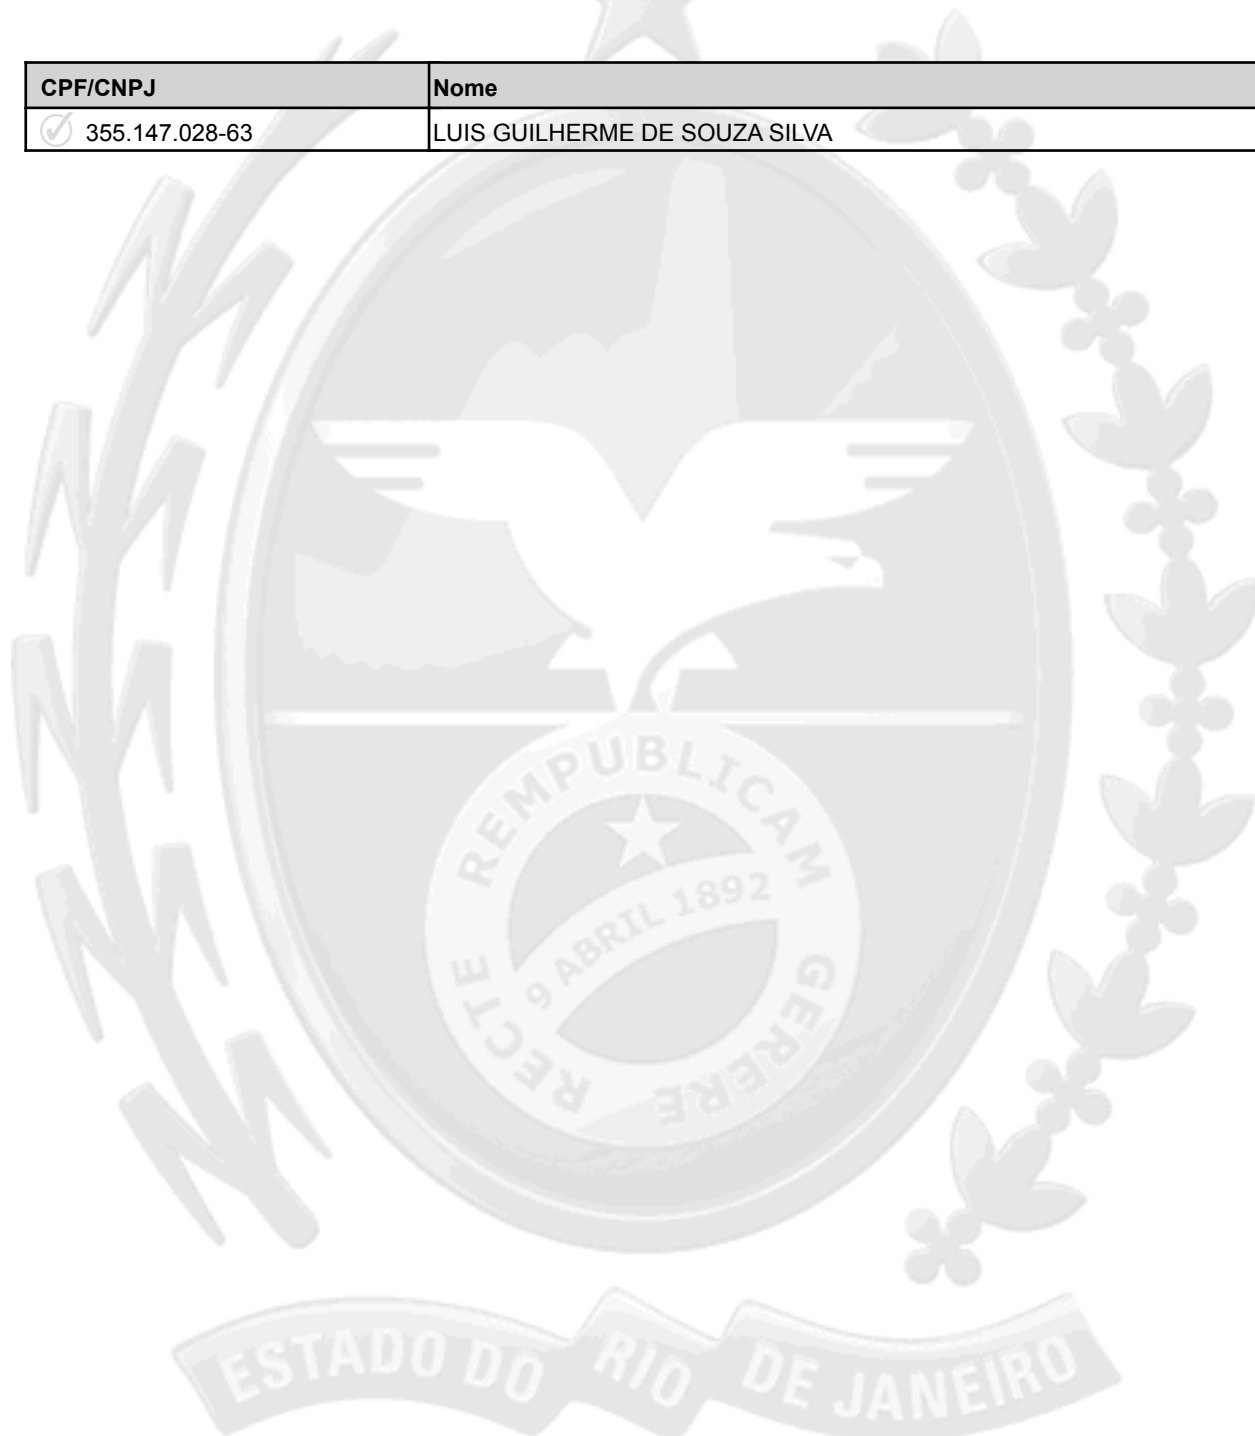 CPF/CNPJ Nome
355.147.028-63 LUIS GUILHERME DE SOUZA SILVA
REMPUBLICAM
9 ABRIL 1892
RECTE GERERE
ESTADO DO RIO DE JANEIRO